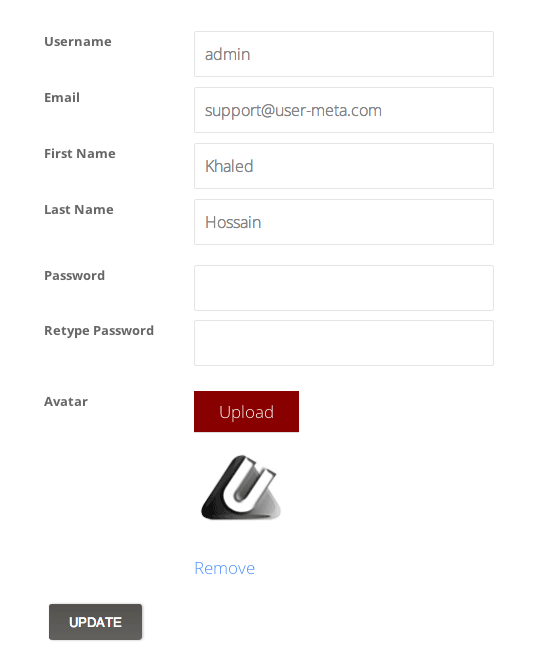 Username
admin
Email
support@user-meta.com
First Name
Khaled
Last Name
Hossain
Password
Retype Password
Avatar
Upload
U
Remove
UPDATE